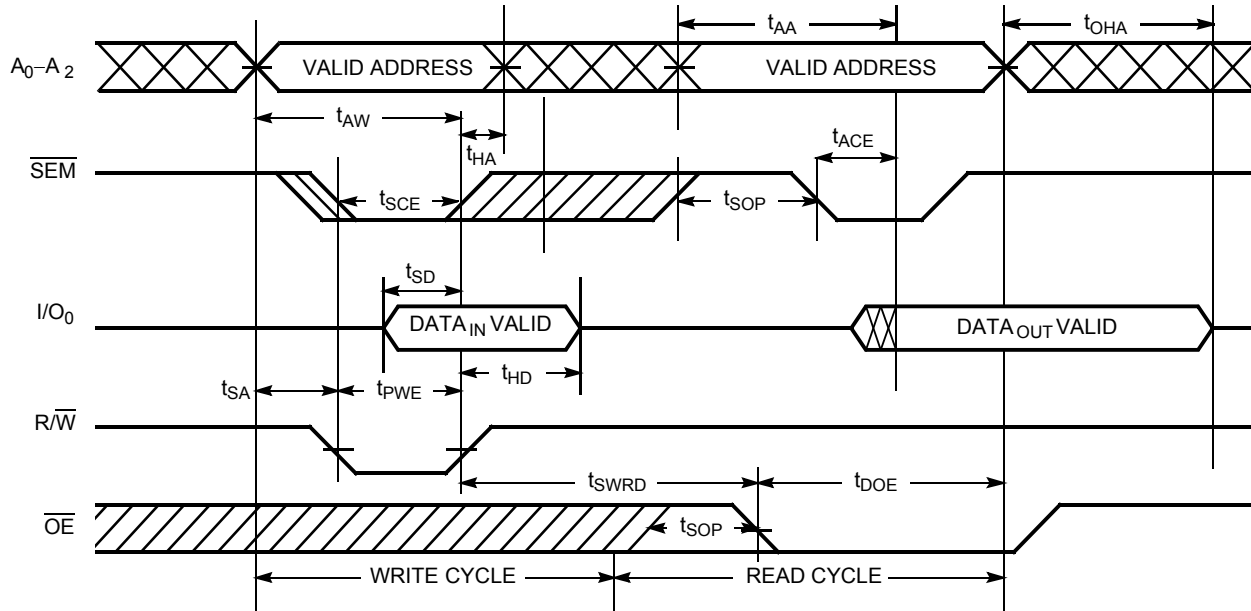 tAA
tOHA
A0–A2
VALID ADDRESS
VALID ADDRESS
tAW
tHA
tACE
SEM
tSCE
tSOP
tSD
I/O0
DATAIN VALID
DATAOUT VALID
tSA
tPWE
tHD
R/W
tSWRD
tDOE
OE
tSOP
WRITE CYCLE
READ CYCLE